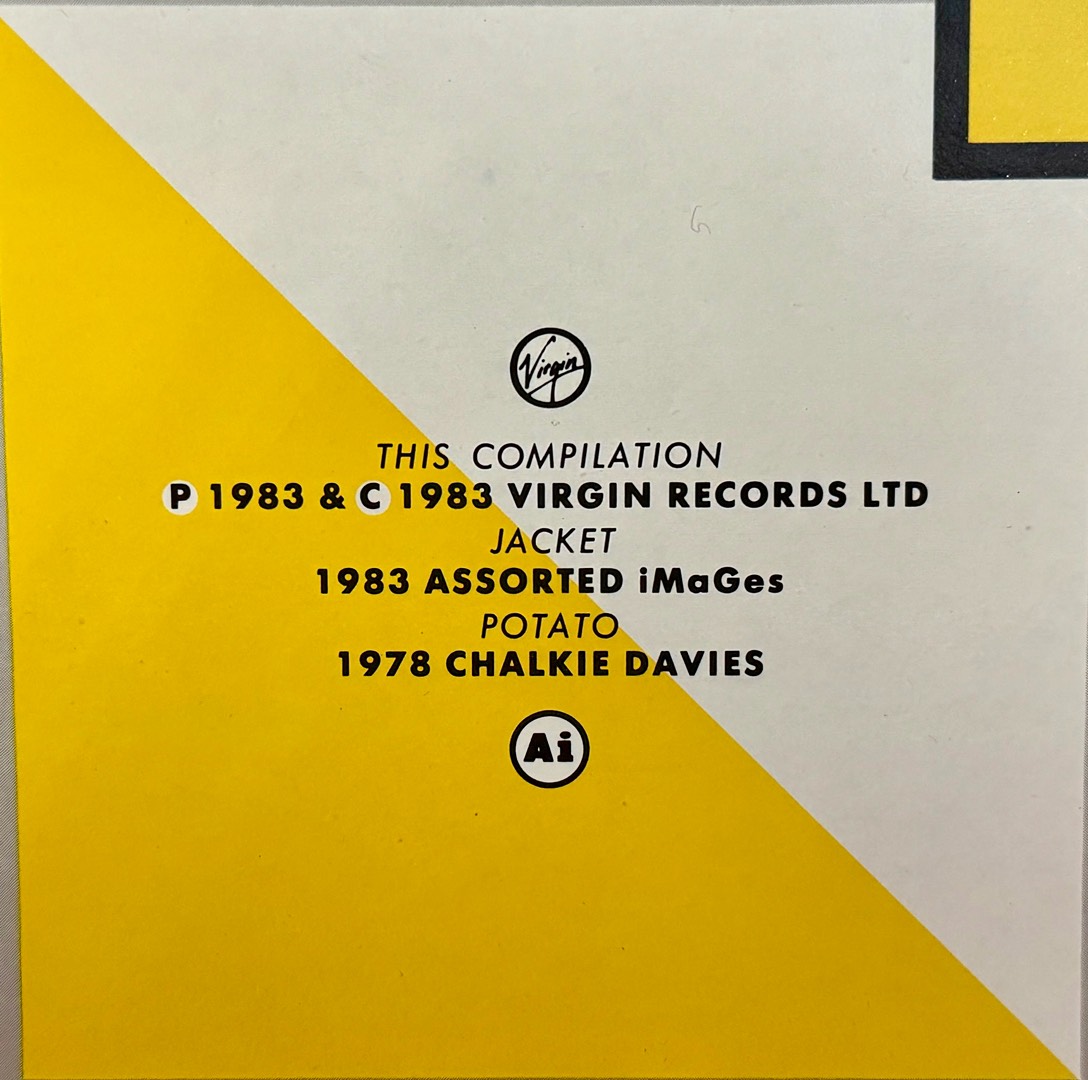 Virgin
THIS COMPILATION
P 1983 & C 1983 VIRGIN RECORDS LTD
JACKET
1983 ASSORTED iMaGes
POTATO
1978 CHALKIE DAVIES
Ai